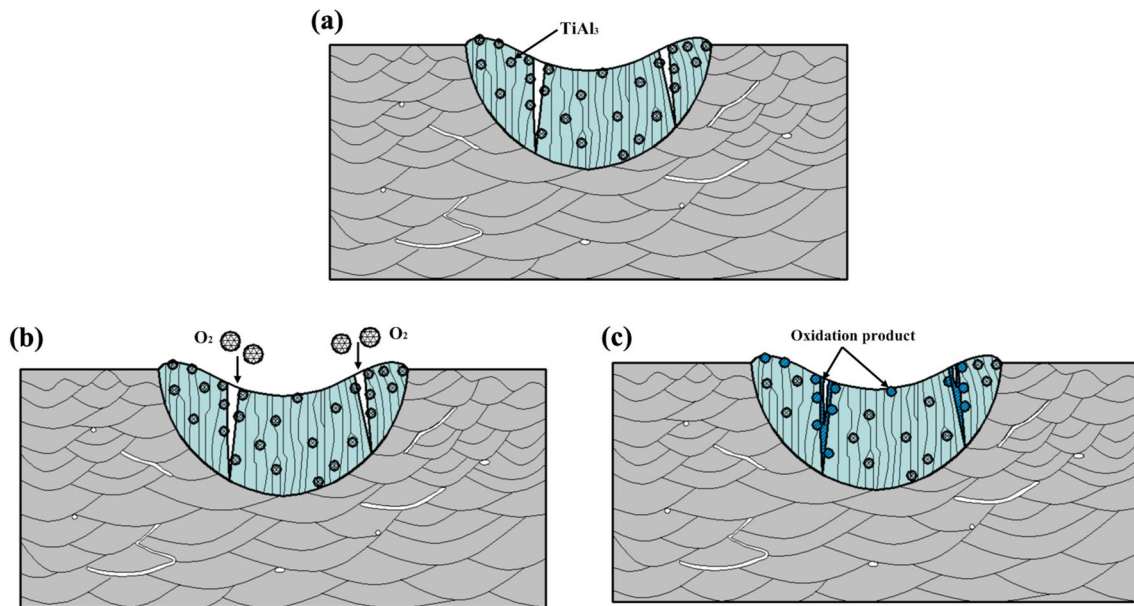 (a)
TiAl₃
(b)
O₂
O₂
(c)
Oxidation product